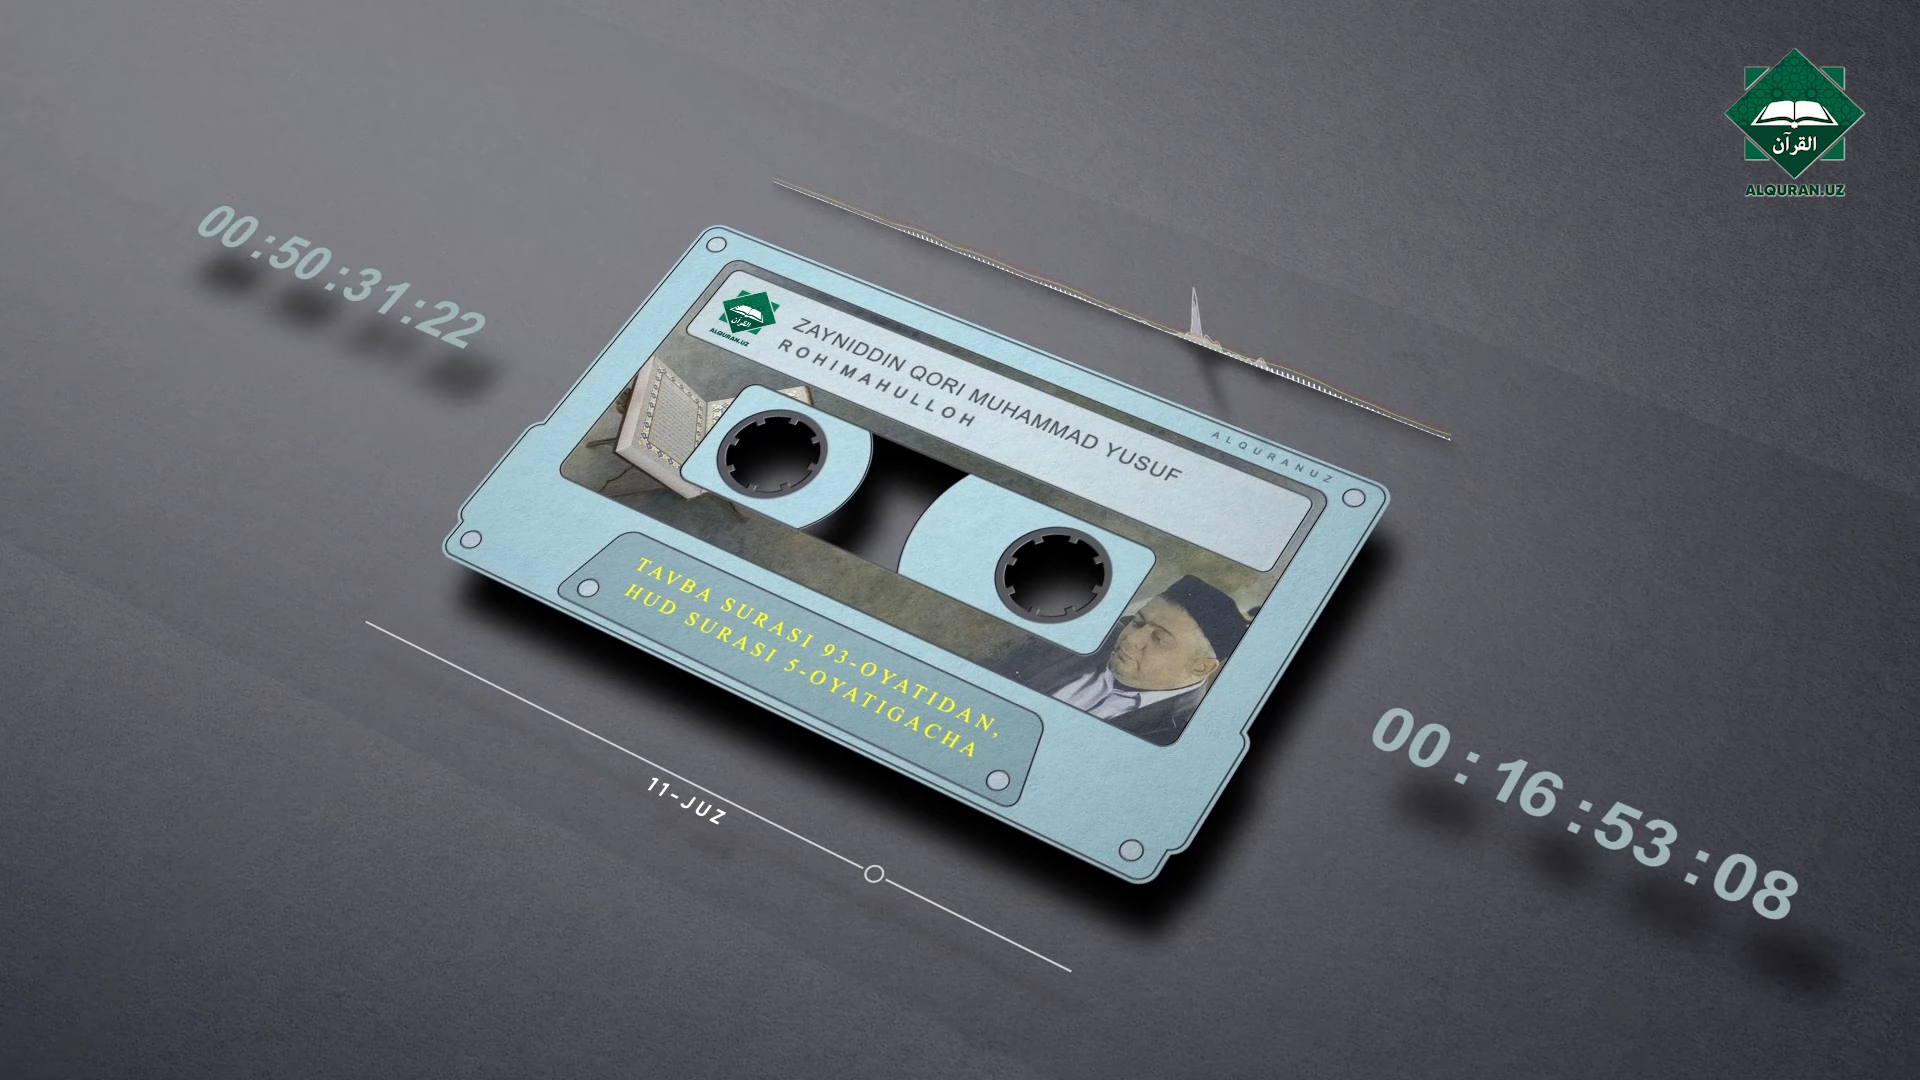 القرآن
ALQURAN.UZ
00:50:31:22
القرآن
ALQURAN.UZ
ZAYNIDDIN QORI MUHAMMAD YUSUF
ROHIMAHULLOH
ALQURANUZ
TAVBA SURASI 93-OYATIDAN,
HUD SURASI 5-OYATIGACHA
11-JUZ
00:16:53:08